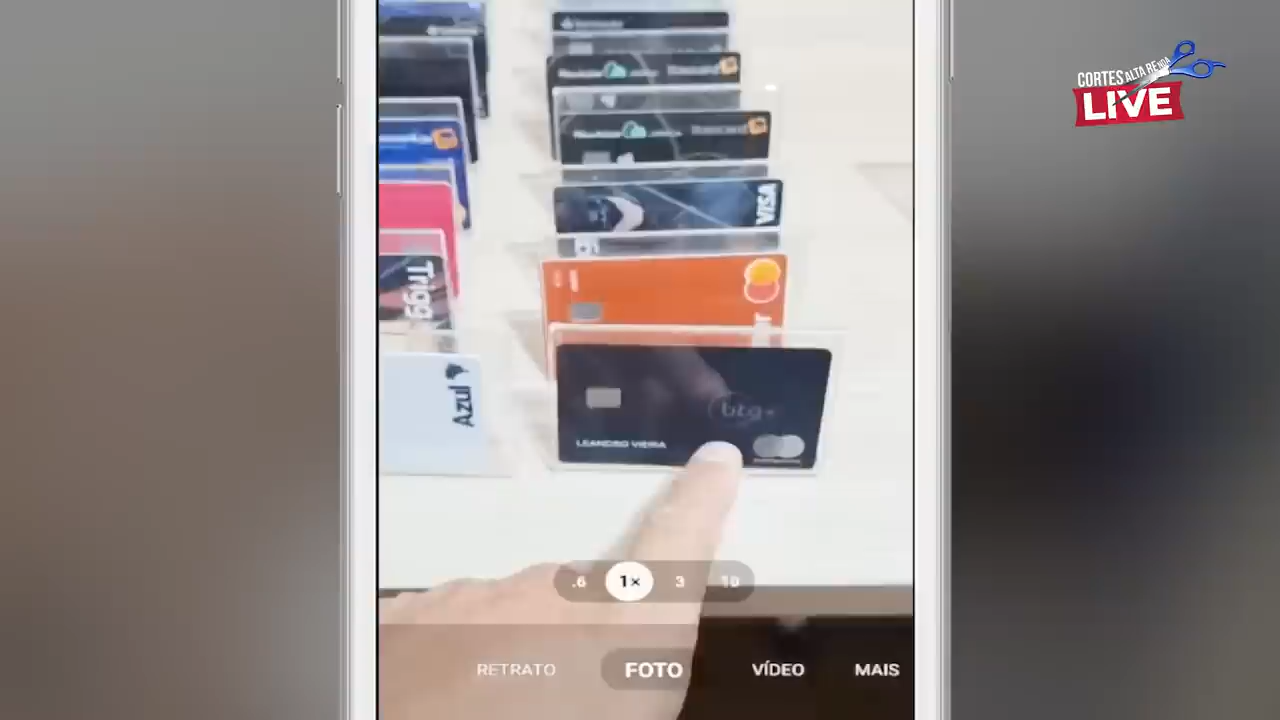 CORTES ALTA RENDA
LIVE
VISA
Trigg
Azul
btg+
LEANDRO VIEIRA
.6
1×
3
10
RETRATO
FOTO
VÍDEO
MAIS